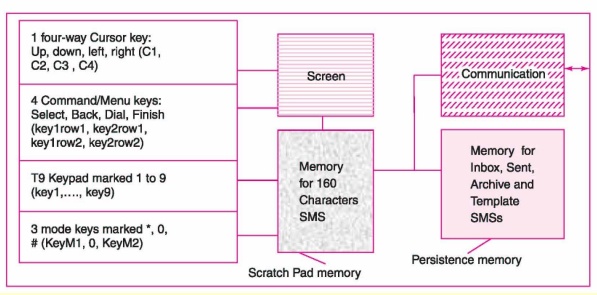 1 four-way Cursor key:
Up, down, left, right (C1,
C2, C3 , C4)
4 Command/Menu keys:
Select, Back, Dial, Finish
(key1row1, key2row1,
key1row2, key2row2)
T9 Keypad marked 1 to 9
(key1,...., key9)
3 mode keys marked *, 0,
# (KeyM1, 0, KeyM2)
Screen
Memory
for 160
Characters
SMS
Scratch Pad memory
Communication
Memory for
Inbox, Sent,
Archive and
Template
SMSs
Persistence memory